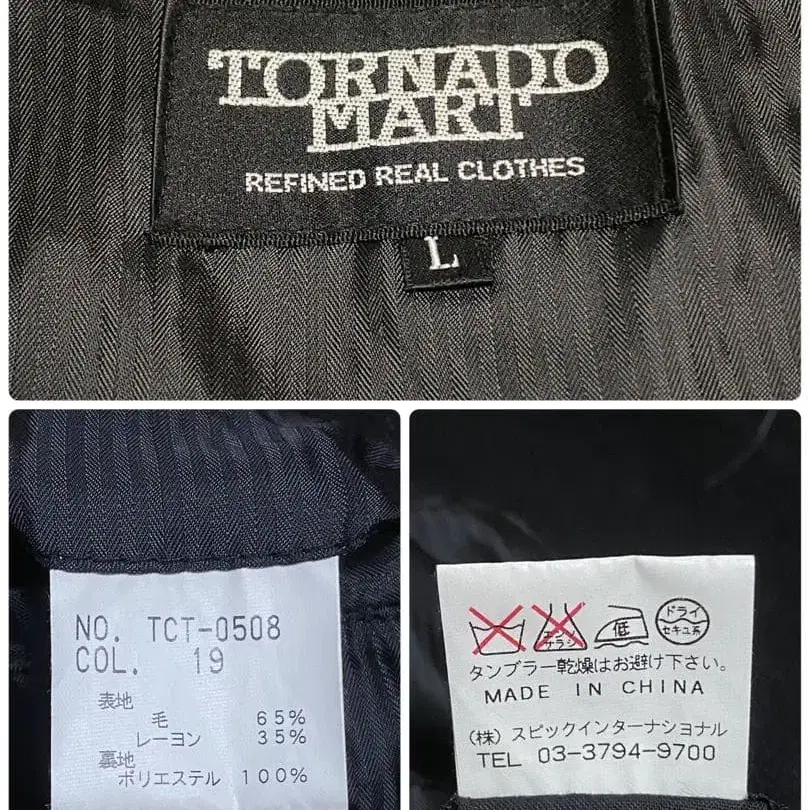 TORNADO
MART
REFINED REAL CLOTHES
L
NO. TCT-0508
COL. 19
表地
毛 65%
レーヨン 35%
裏地
ポリエステル 100%
エンソ
サラシ
低
ドライ
セキユ系
タンブラー乾燥はお避け下さい。
MADE IN CHINA
(株) スピックインターナショナル
TEL 03-3794-9700